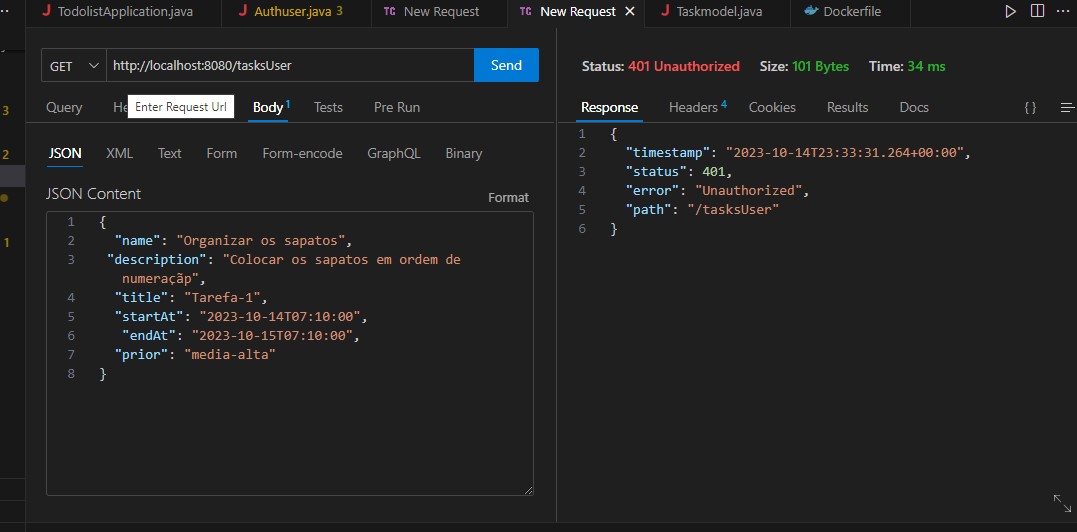 TodolistApplication.java
J Authuser.java 3
TC New Request
TC New Request
J Taskmodel.java
Dockerfile
GET http://localhost:8080/tasksUser Send
Query He Enter Request Url Body 1 Tests Pre Run
JSON XML Text Form Form-encode GraphQL Binary
JSON Content Format
1 {
2 "name": "Organizar os sapatos",
3 "description": "Colocar os sapatos em ordem de
numeraçãp",
4 "title": "Tarefa-1",
5 "startAt": "2023-10-14T07:10:00",
6 "endAt": "2023-10-15T07:10:00",
7 "prior": "media-alta"
8 }
Status: 401 Unauthorized Size: 101 Bytes Time: 34 ms
Response Headers 4 Cookies Results Docs { }
1 {
2 "timestamp": "2023-10-14T23:33:31.264+00:00",
3 "status": 401,
4 "error": "Unauthorized",
5 "path": "/tasksUser"
6 }
3
2
1